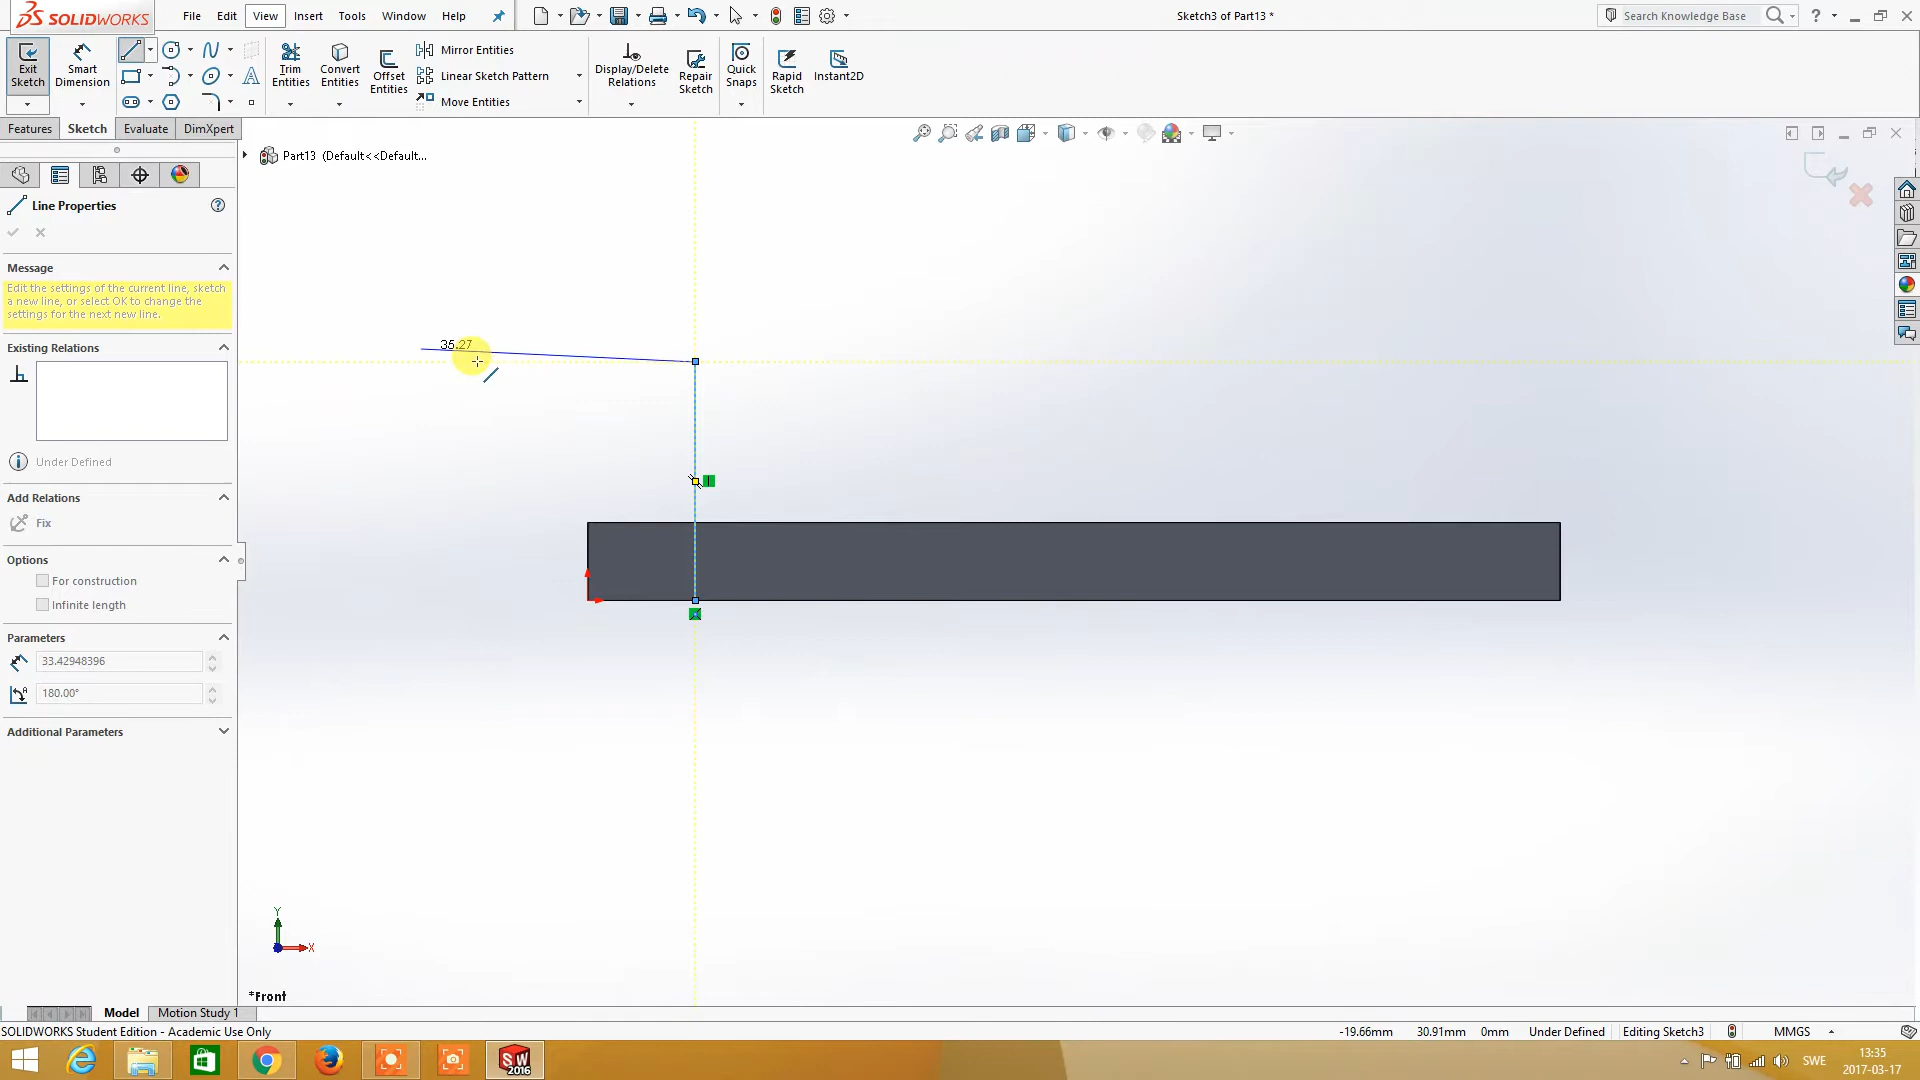 SOLIDWORKS
File
Edit
View
Insert
Tools
Window
Help
Sketch3 of Part13 *
Search Knowledge Base
Exit Sketch
Smart Dimension
Trim Entities
Convert Entities
Offset Entities
Mirror Entities
Linear Sketch Pattern
Move Entities
Display/Delete Relations
Repair Sketch
Quick Snaps
Rapid Sketch
Instant2D
Features
Sketch
Evaluate
DimXpert
Part13 (Default<<Default...
Line Properties
Message
Edit the settings of the current line, sketch
a new line, or select OK to change the
settings for the next new line.
Existing Relations
Under Defined
Add Relations
Fix
Options
For construction
Infinite length
Parameters
33.42948396
180.00°
Additional Parameters
35.27
Y
X
*Front
Model
Motion Study 1
SOLIDWORKS Student Edition - Academic Use Only
-19.66mm
30.91mm
0mm
Under Defined
Editing Sketch3
MMGS
SW
2016
SWE
13:35
2017-03-17